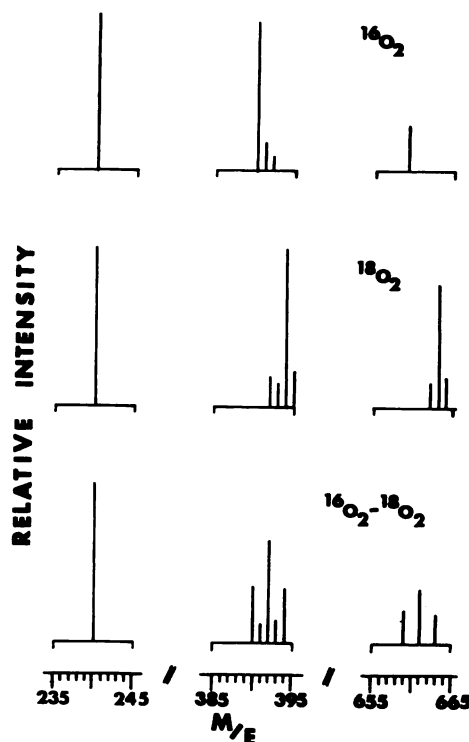 ¹⁶O₂
¹⁸O₂
¹⁶O₂-¹⁸O₂
RELATIVE INTENSITY
235 245 // 385 395 // 655 665
M/E